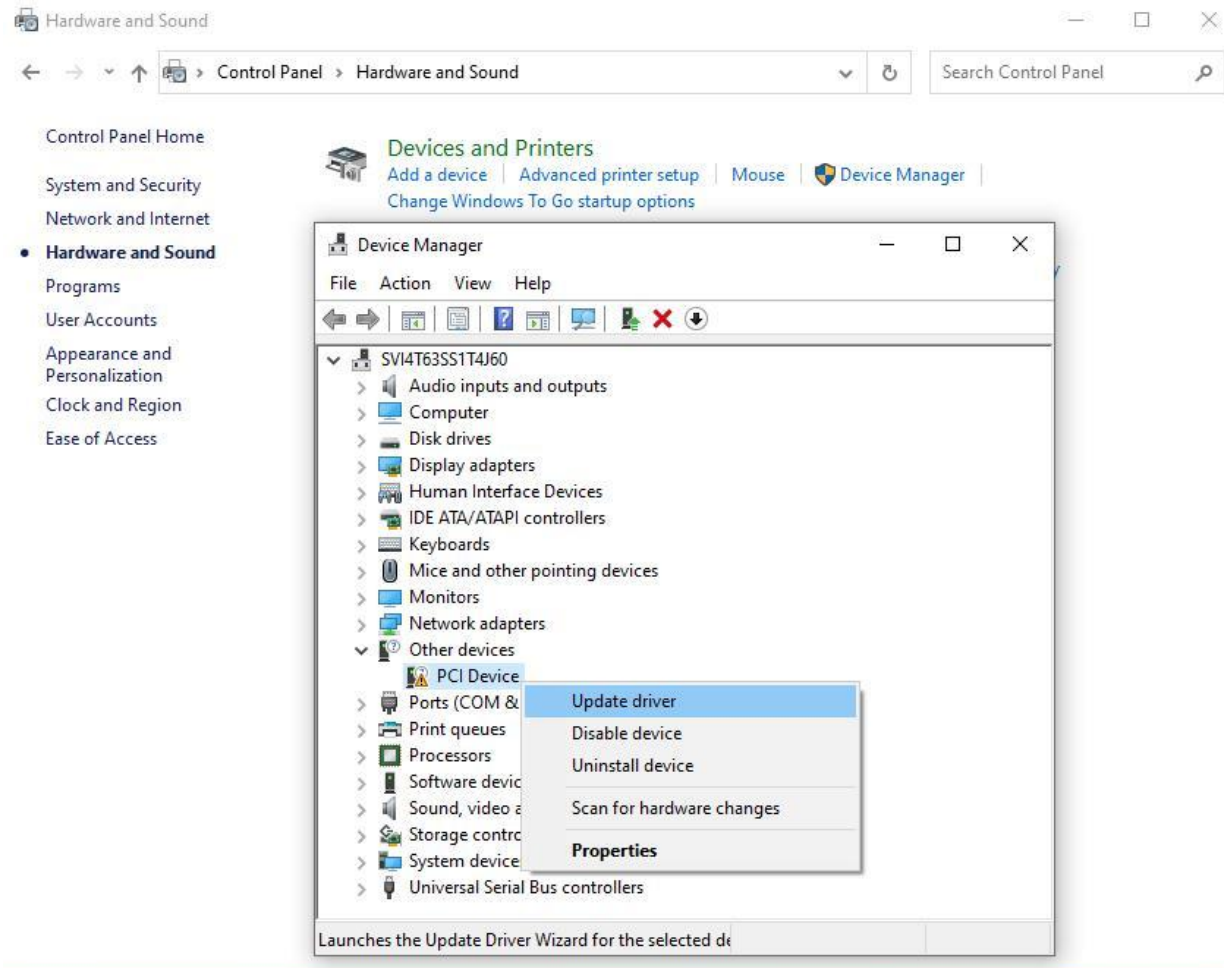 Hardware and Sound
Control Panel > Hardware and Sound
Search Control Panel
Control Panel Home
System and Security
Network and Internet
Hardware and Sound
Programs
User Accounts
Appearance and
Personalization
Clock and Region
Ease of Access
Devices and Printers
Add a device
Advanced printer setup
Mouse
Device Manager
Change Windows To Go startup options
Device Manager
File Action View Help
SVI4T63SS1T4J60
Audio inputs and outputs
Computer
Disk drives
Display adapters
Human Interface Devices
IDE ATA/ATAPI controllers
Keyboards
Mice and other pointing devices
Monitors
Network adapters
Other devices
PCI Device
Ports (COM &
Print queues
Processors
Software devic
Sound, video a
Storage contro
System device
Universal Serial Bus controllers
Update driver
Disable device
Uninstall device
Scan for hardware changes
Properties
Launches the Update Driver Wizard for the selected de